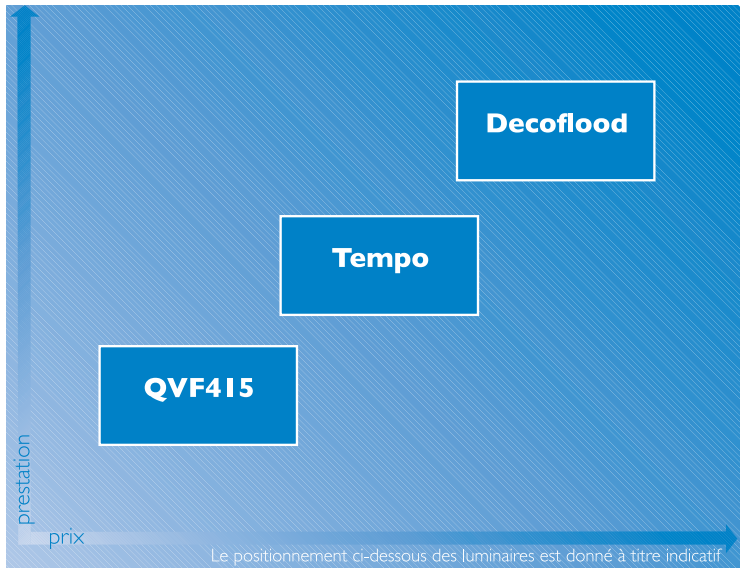 Decoflood
Tempo
QVF415
prestation
prix
Le positionnement ci-dessous des luminaires est donné à titre indicatif